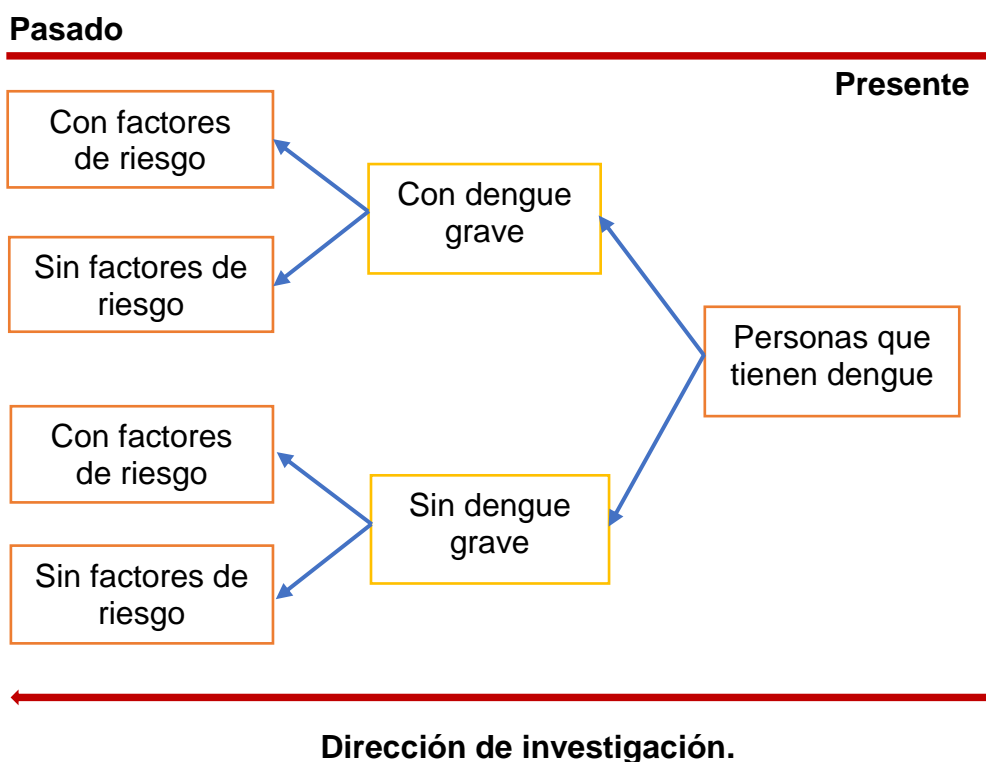 Pasado
Presente
Con factores
de riesgo
Con dengue
grave
Sin factores de
riesgo
Personas que
tienen dengue
Con factores
de riesgo
Sin dengue
grave
Sin factores de
riesgo
Dirección de investigación.